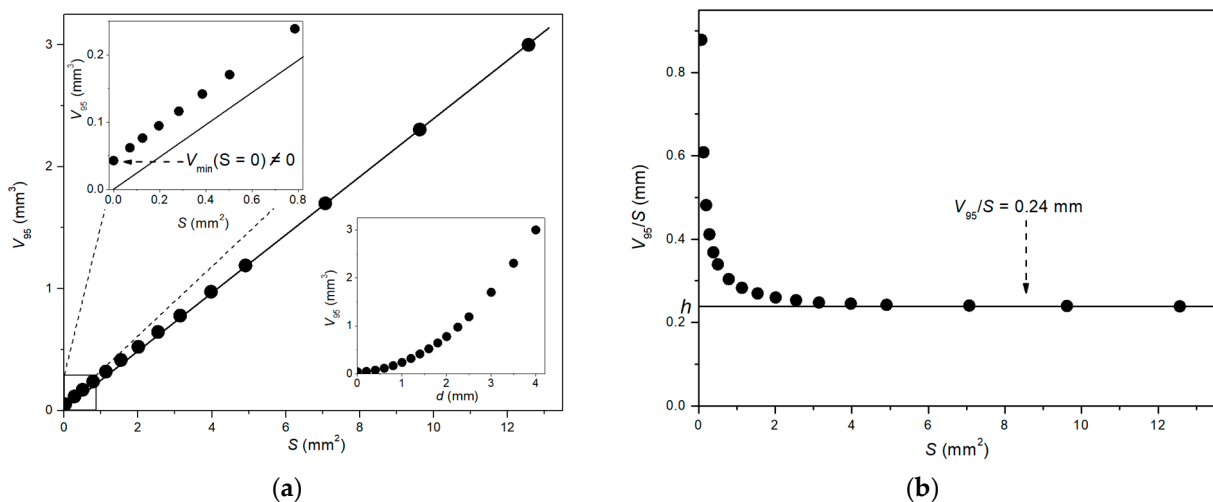 3
2
1
0
V₉₅ (mm³)
0 2 4 6 8 10 12
S (mm²)
0.2
0.1
0.0
V₉₅ (mm³)
V_min(S = 0) ≠ 0
0.0 0.2 0.4 0.6 0.8
S (mm²)
3
2
1
0
V₉₅ (mm³)
0 1 2 3 4
d (mm)
(a)
0.8
0.6
0.4
0.2
0.0
V₉₅/S (mm)
V₉₅/S = 0.24 mm
h
0 2 4 6 8 10 12
S (mm²)
(b)